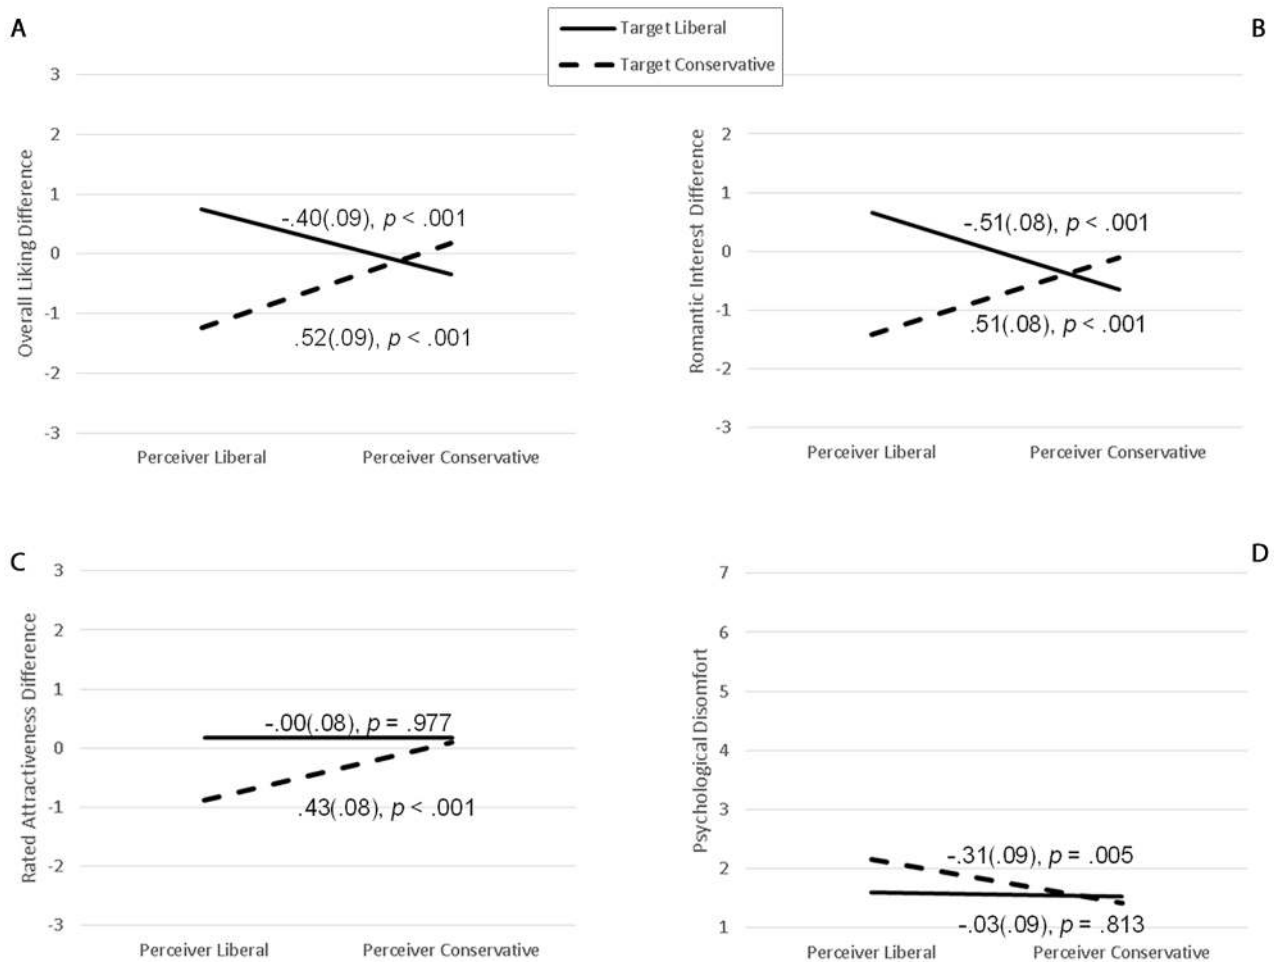 A
Target Liberal
Target Conservative
B
3
2
1
0
-1
-2
-3
Overall Liking Difference
-.40(.09), p < .001
.52(.09), p < .001
Perceiver Liberal
Perceiver Conservative
2
1
0
-1
-2
-3
Romantic Interest Difference
-.51(.08), p < .001
.51(.08), p < .001
Perceiver Liberal
Perceiver Conservative
C
3
2
1
0
-1
-2
-3
Rated Attractiveness Difference
-.00(.08), p = .977
.43(.08), p < .001
Perceiver Liberal
Perceiver Conservative
D
7
6
5
4
3
2
1
Psychological Disomfort
-.31(.09), p = .005
-.03(.09), p = .813
Perceiver Liberal
Perceiver Conservative